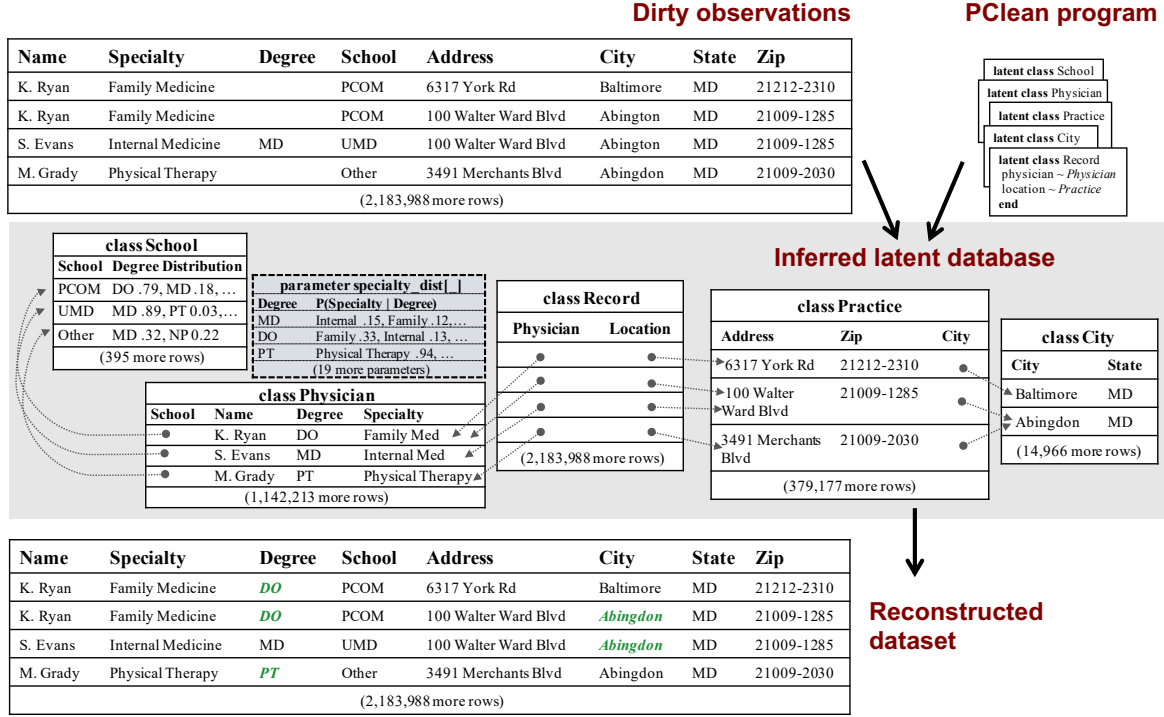 Dirty observations
PClean program
Name Specialty Degree School Address City State Zip
K. Ryan Family Medicine PCOM 6317 York Rd Baltimore MD 21212-2310
K. Ryan Family Medicine PCOM 100 Walter Ward Blvd Abington MD 21009-1285
S. Evans Internal Medicine MD UMD 100 Walter Ward Blvd Abington MD 21009-1285
M. Grady Physical Therapy Other 3491 Merchants Blvd Abingdon MD 21009-2030
(2,183,988 more rows)
latent class School
latent class Physician
latent class Practice
latent class City
latent class Record
physician ~ Physician
location ~ Practice
end
Inferred latent database
class School
School Degree Distribution
PCOM DO .79, MD .18, ...
UMD MD .89, PT 0.03,...
Other MD .32, NP 0.22
(395 more rows)
parameter specialty_dist[_]
Degree P(Specialty | Degree)
MD Internal .15, Family .12,...
DO Family .33, Internal .13, ...
PT Physical Therapy .94, ...
(19 more parameters)
class Physician
School Name Degree Specialty
K. Ryan DO Family Med
S. Evans MD Internal Med
M. Grady PT Physical Therapy
(1,142,213 more rows)
class Record
Physician Location
(2,183,988 more rows)
class Practice
Address Zip City
6317 York Rd 21212-2310
100 Walter 21009-1285
Ward Blvd
3491 Merchants 21009-2030
Blvd
(379,177 more rows)
class City
City State
Baltimore MD
Abingdon MD
(14,966 more rows)
Name Specialty Degree School Address City State Zip
K. Ryan Family Medicine DO PCOM 6317 York Rd Baltimore MD 21212-2310
K. Ryan Family Medicine DO PCOM 100 Walter Ward Blvd Abingdon MD 21009-1285
S. Evans Internal Medicine MD UMD 100 Walter Ward Blvd Abingdon MD 21009-1285
M. Grady Physical Therapy PT Other 3491 Merchants Blvd Abingdon MD 21009-2030
(2,183,988 more rows)
Reconstructed
dataset